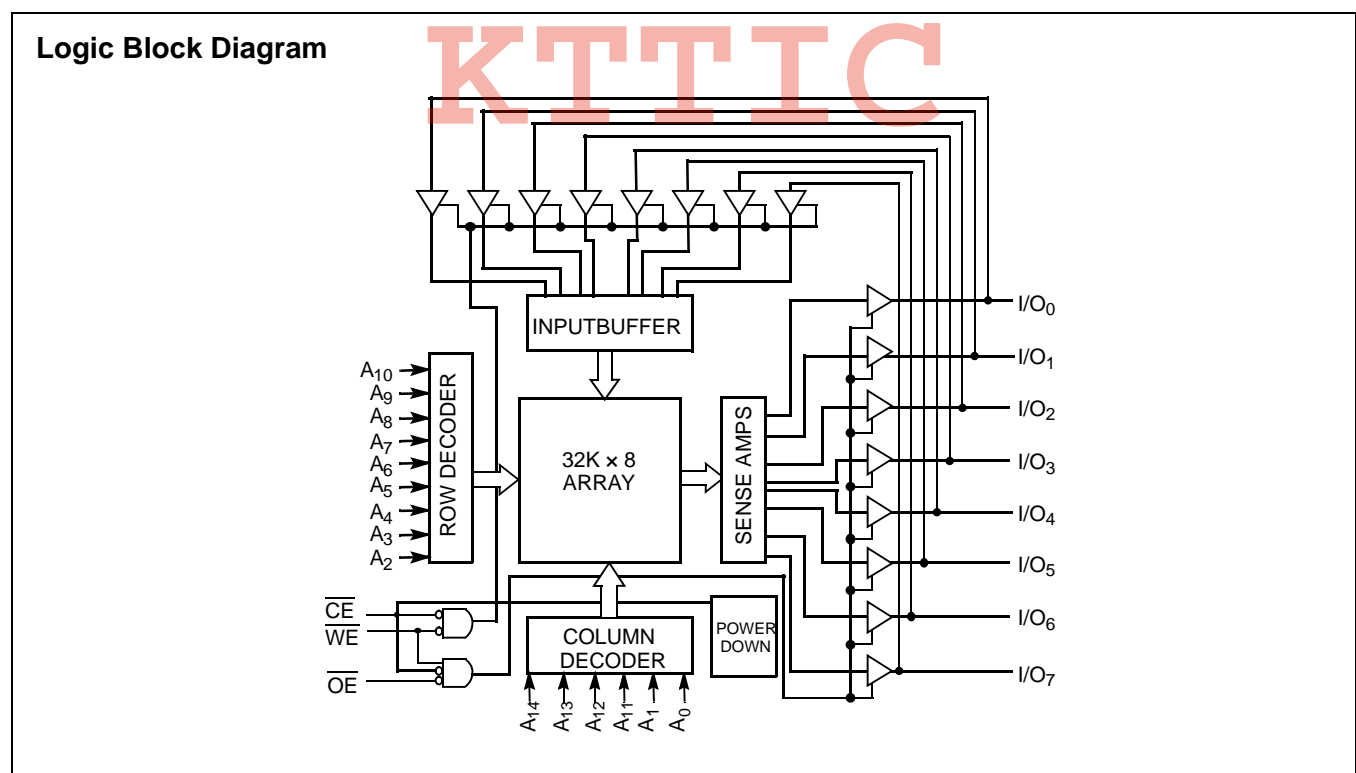 Logic Block Diagram
KTTIC
INPUTBUFFER
I/O0
I/O1
I/O2
I/O3
I/O4
I/O5
I/O6
I/O7
A10
A9
A8
A7
A6
A5
A4
A3
A2
ROW DECODER
32K × 8
ARRAY
SENSE AMPS
CE
WE
OE
COLUMN
DECODER
POWER
DOWN
A14
A13
A12
A11
A1
A0